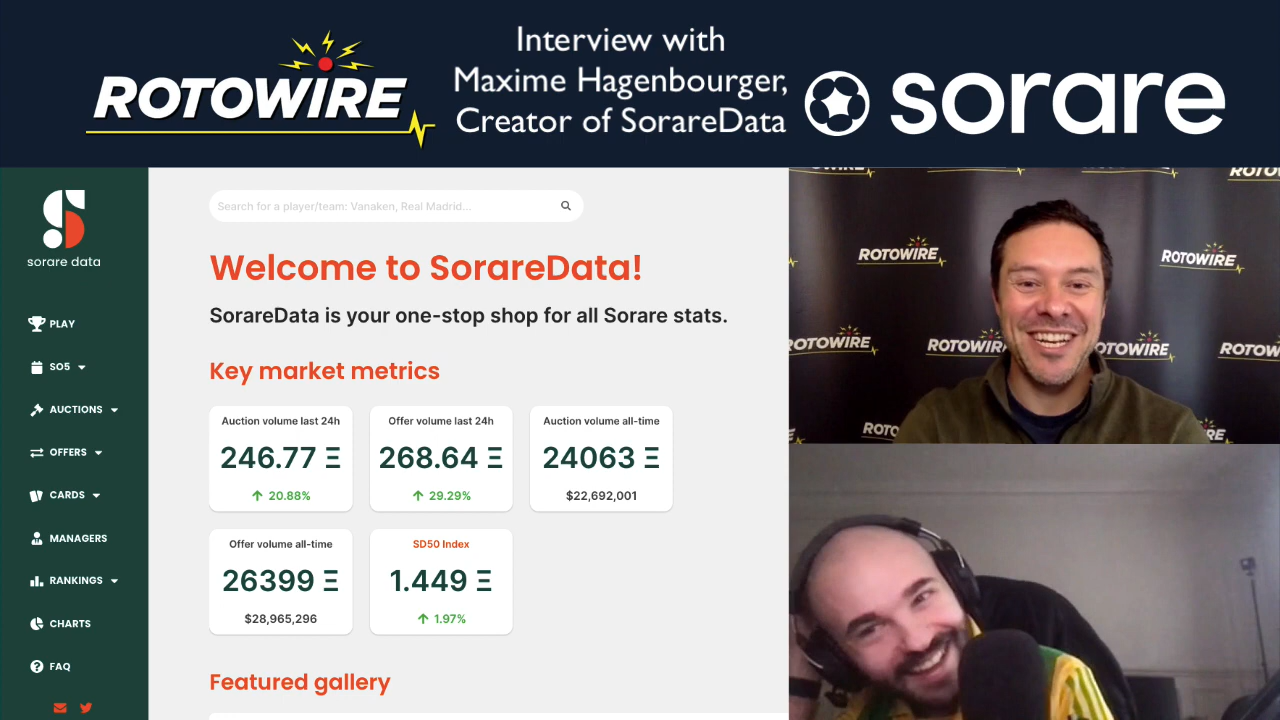 ROTOWIRE
Interview with
Maxime Hagenbourger,
Creator of SorareData
sorare
sorare data
PLAY
SO5
AUCTIONS
OFFERS
CARDS
MANAGERS
RANKINGS
CHARTS
FAQ
Search for a player/team: Vanaken, Real Madrid...
Welcome to SorareData!
SorareData is your one-stop shop for all Sorare stats.
Key market metrics
Auction volume last 24h
246.77 Ξ
20.88%
Offer volume last 24h
268.64 Ξ
29.29%
Auction volume all-time
24063 Ξ
$22,692,001
Offer volume all-time
26399 Ξ
$28,965,296
SD50 Index
1.449 Ξ
1.97%
Featured gallery
ROTOWIRE
ROTOWIRE
ROTOWIRE
ROTOWIRE
ROTOWIRE